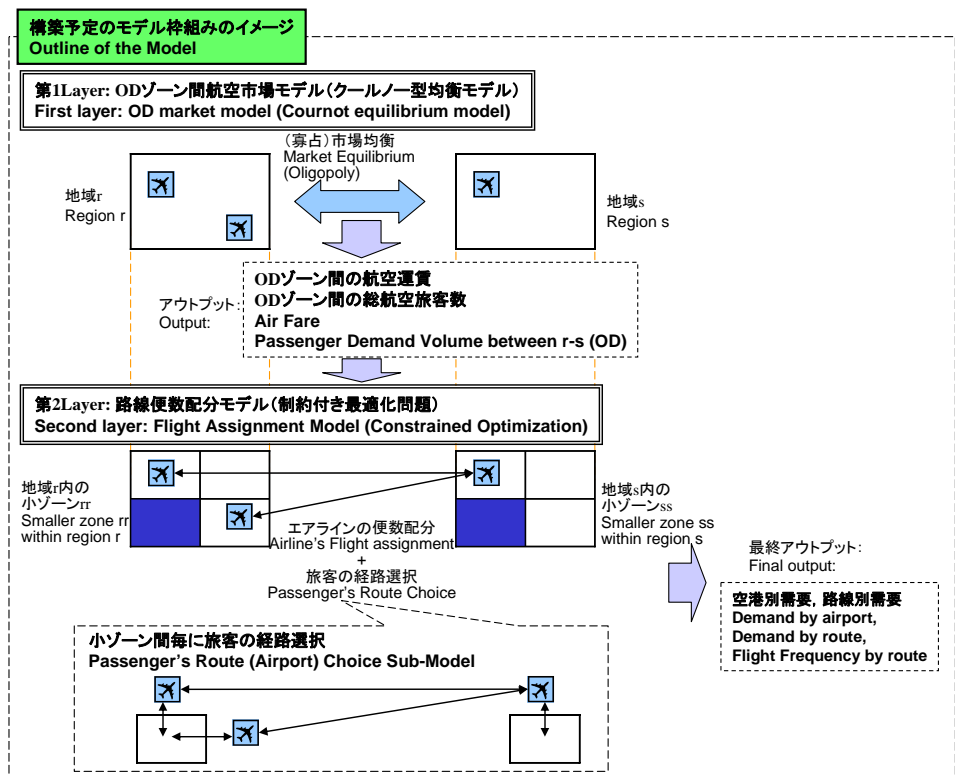 構築予定のモデル枠組みのイメージ
Outline of the Model
第1Layer: ODゾーン間航空市場モデル(クールノー型均衡モデル)
First layer: OD market model (Cournot equilibrium model)
(寡占)市場均衡
Market Equilibrium
(Oligopoly)
地域r
Region r
地域s
Region s
アウトプット:
Output:
ODゾーン間の航空運賃
ODゾーン間の総航空旅客数
Air Fare
Passenger Demand Volume between r-s (OD)
第2Layer: 路線便数配分モデル(制約付き最適化問題)
Second layer: Flight Assignment Model (Constrained Optimization)
地域r内の
小ゾーンrr
Smaller zone rr
within region r
地域s内の
小ゾーンss
Smaller zone ss
within region s
エアラインの便数配分
Airline's Flight assignment
+
旅客の経路選択
Passenger's Route Choice
最終アウトプット:
Final output:
空港別需要, 路線別需要
Demand by airport,
Demand by route,
Flight Frequency by route
小ゾーン間毎に旅客の経路選択
Passenger's Route (Airport) Choice Sub-Model